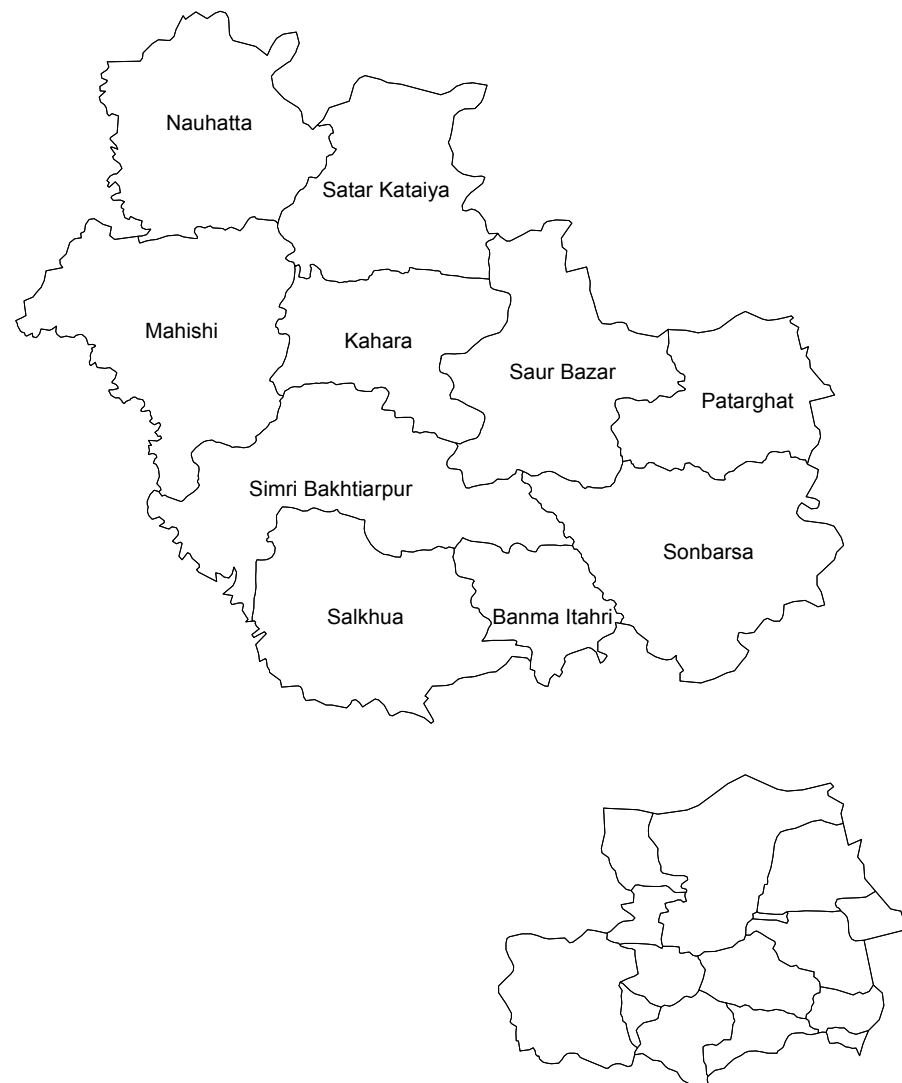 Nauhatta
Satar Kataiya
Mahishi
Kahara
Saur Bazar
Patarghat
Simri Bakhtiarpur
Sonbarsa
Salkhua
Banma Itahri